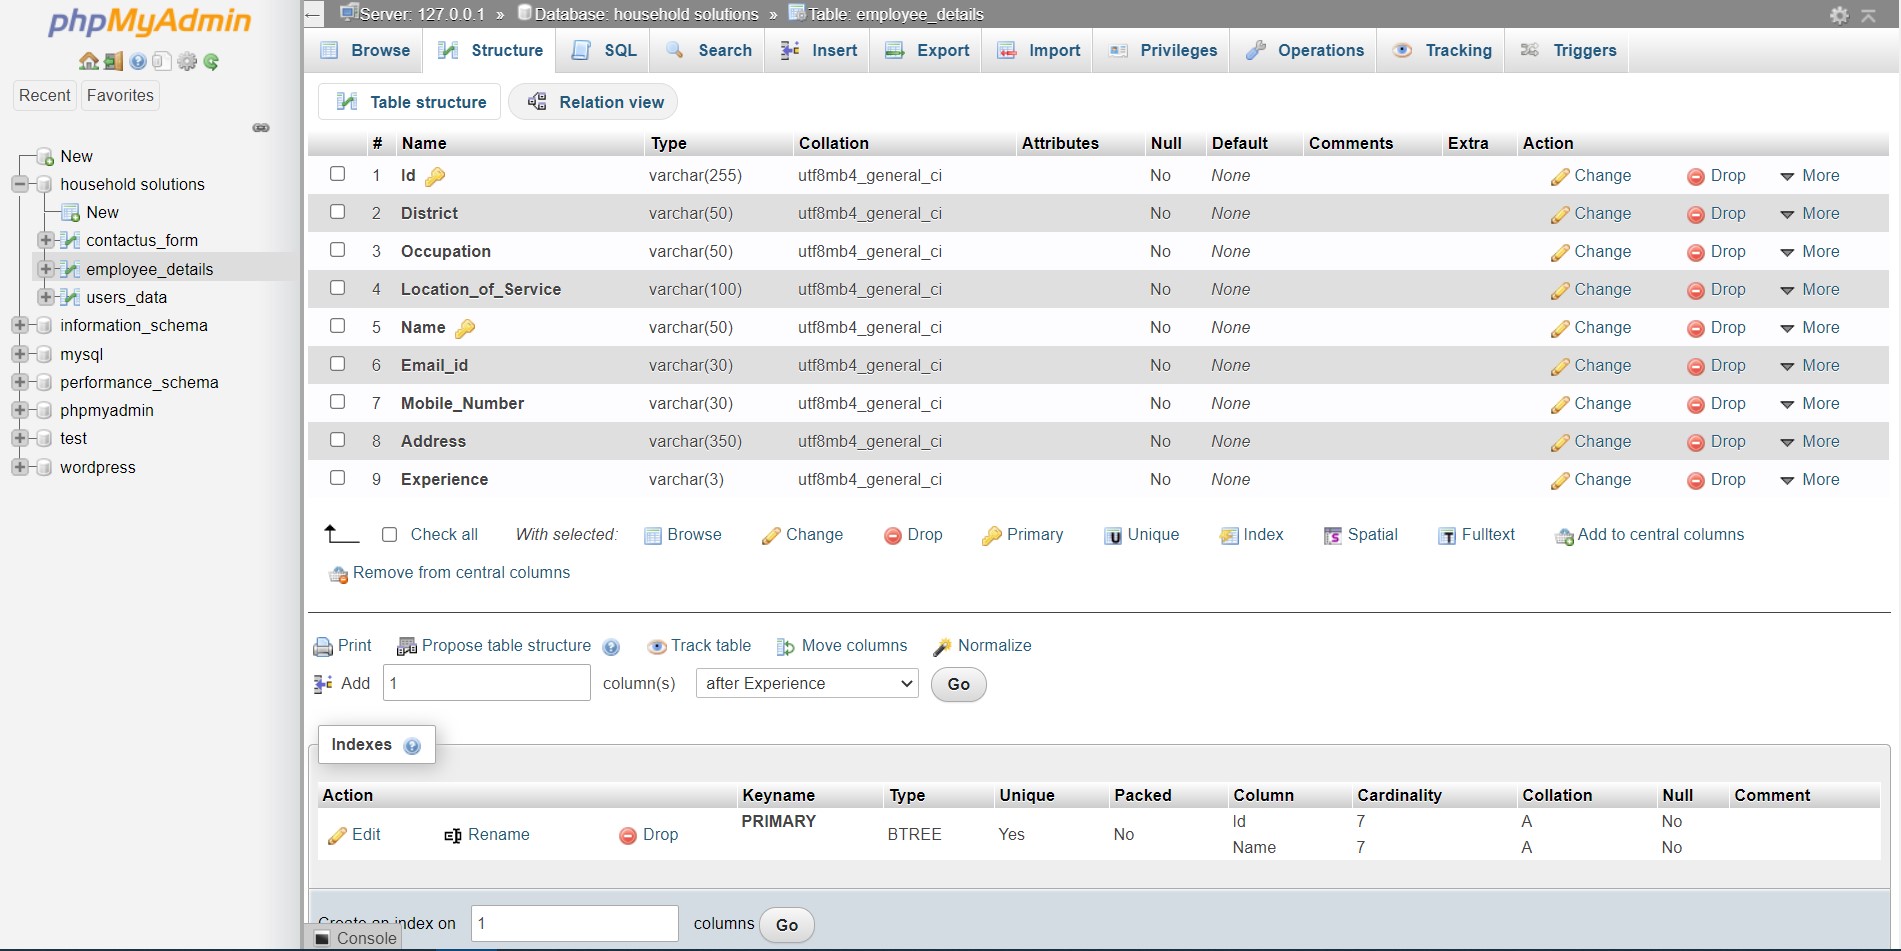 phpMyAdmin
Recent Favorites
New
household solutions
New
contactus_form
employee_details
users_data
information_schema
mysql
performance_schema
phpmyadmin
test
wordpress
← Server: 127.0.0.1 » Database: household solutions » Table: employee_details
Browse Structure SQL Search Insert Export Import Privileges Operations Tracking Triggers
Table structure Relation view
# Name Type Collation Attributes Null Default Comments Extra Action
1 Id varchar(255) utf8mb4_general_ci No None Change Drop More
2 District varchar(50) utf8mb4_general_ci No None Change Drop More
3 Occupation varchar(50) utf8mb4_general_ci No None Change Drop More
4 Location_of_Service varchar(100) utf8mb4_general_ci No None Change Drop More
5 Name varchar(50) utf8mb4_general_ci No None Change Drop More
6 Email_id varchar(30) utf8mb4_general_ci No None Change Drop More
7 Mobile_Number varchar(30) utf8mb4_general_ci No None Change Drop More
8 Address varchar(350) utf8mb4_general_ci No None Change Drop More
9 Experience varchar(3) utf8mb4_general_ci No None Change Drop More
Check all With selected: Browse Change Drop Primary Unique Index Spatial Fulltext Add to central columns
Remove from central columns
Print Propose table structure Track table Move columns Normalize
Add 1 column(s) after Experience Go
Indexes
Action Keyname Type Unique Packed Column Cardinality Collation Null Comment
Edit Rename Drop PRIMARY BTREE Yes No Id 7 A No
Name 7 A No
Create an index on 1 columns Go
Console